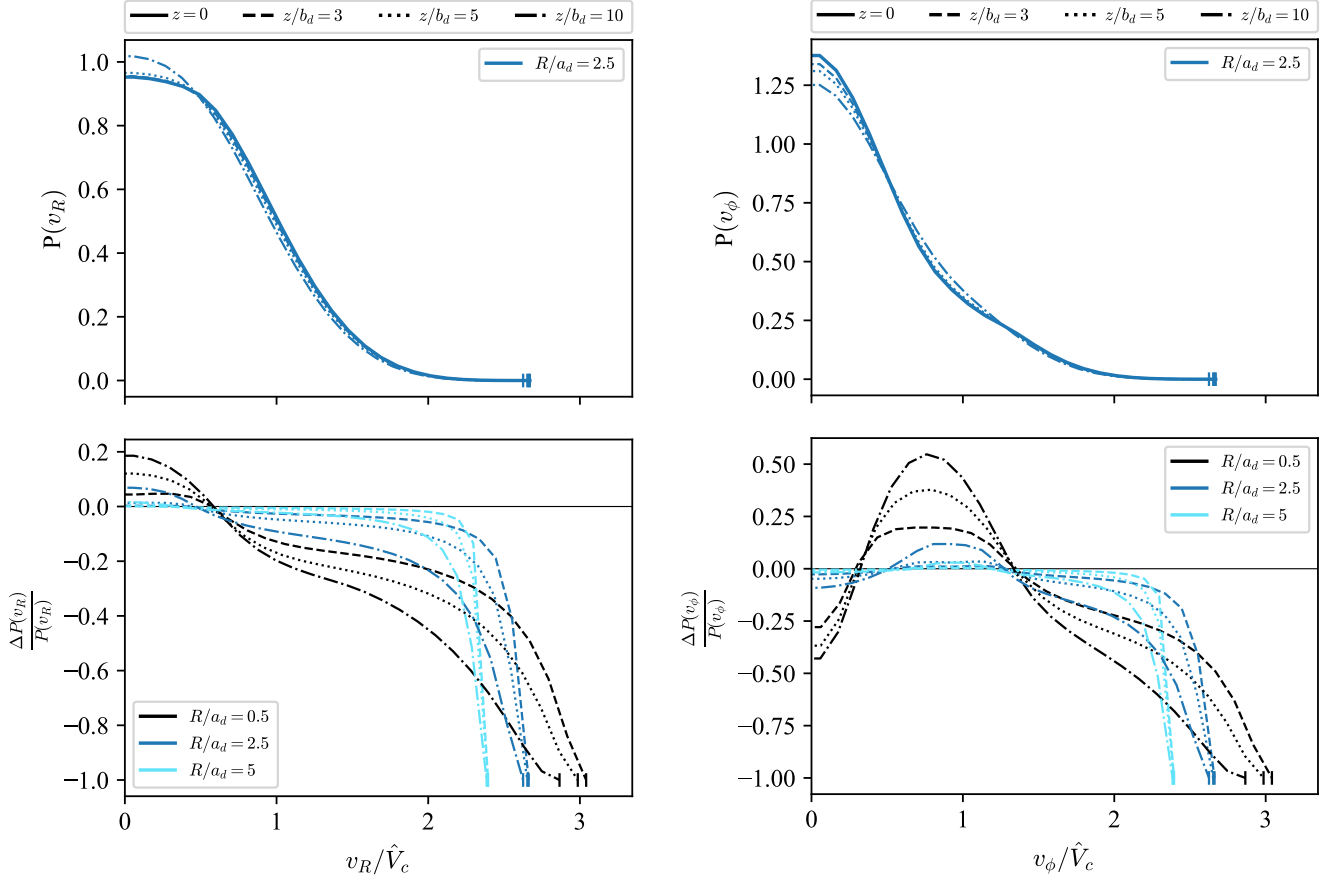 z = 0 z/b_d = 3 z/b_d = 5 z/b_d = 10
z = 0 z/b_d = 3 z/b_d = 5 z/b_d = 10
R/a_d = 2.5
1.0
0.8
0.6
0.4
0.2
0.0
P(v_R)
R/a_d = 2.5
1.25
1.00
0.75
0.50
0.25
0.00
P(v_ϕ)
0.2
0.0
−0.2
−0.4
−0.6
−0.8
−1.0
ΔP(v_R)
P(v_R)
R/a_d = 0.5
R/a_d = 2.5
R/a_d = 5
0 1 2 3
v_R/V̂_c
0.50
0.25
0.00
−0.25
−0.50
−0.75
−1.00
ΔP(v_ϕ)
P(v_ϕ)
R/a_d = 0.5
R/a_d = 2.5
R/a_d = 5
0 1 2 3
v_ϕ/V̂_c